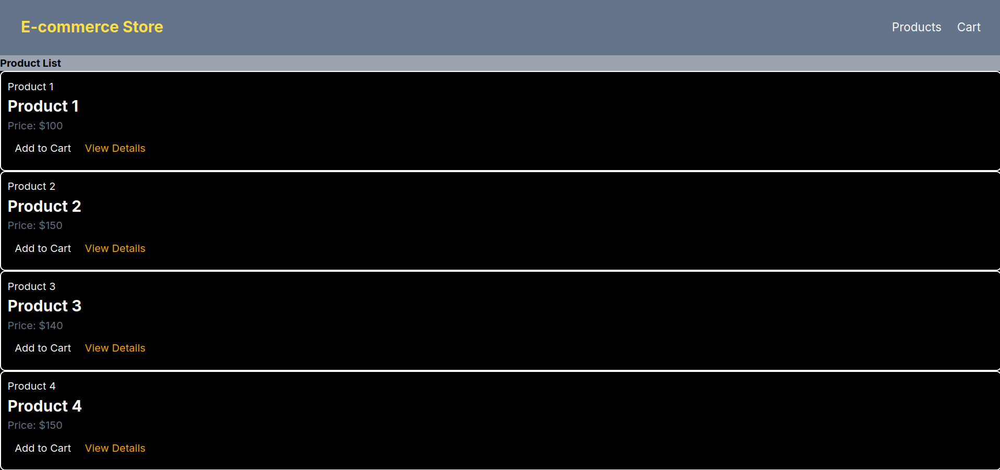 E-commerce Store
Products Cart
Product List
Product 1
Product 1
Price: $100
Add to Cart View Details
Product 2
Product 2
Price: $150
Add to Cart View Details
Product 3
Product 3
Price: $140
Add to Cart View Details
Product 4
Product 4
Price: $150
Add to Cart View Details